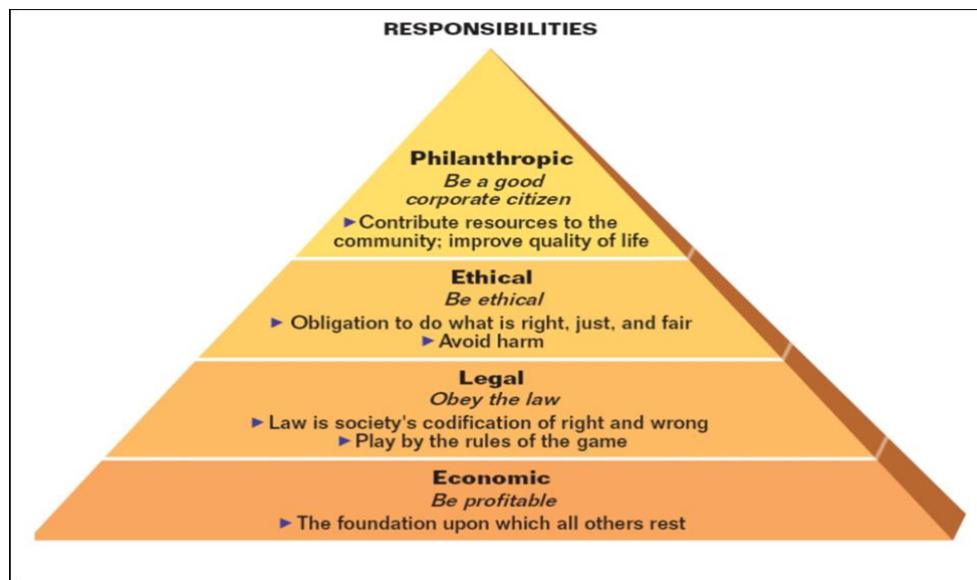 RESPONSIBILITIES
Philanthropic
Be a good
corporate citizen
►Contribute resources to the
community; improve quality of life
Ethical
Be ethical
► Obligation to do what is right, just, and fair
►Avoid harm
Legal
Obey the law
►Law is society's codification of right and wrong
►Play by the rules of the game
Economic
Be profitable
►The foundation upon which all others rest